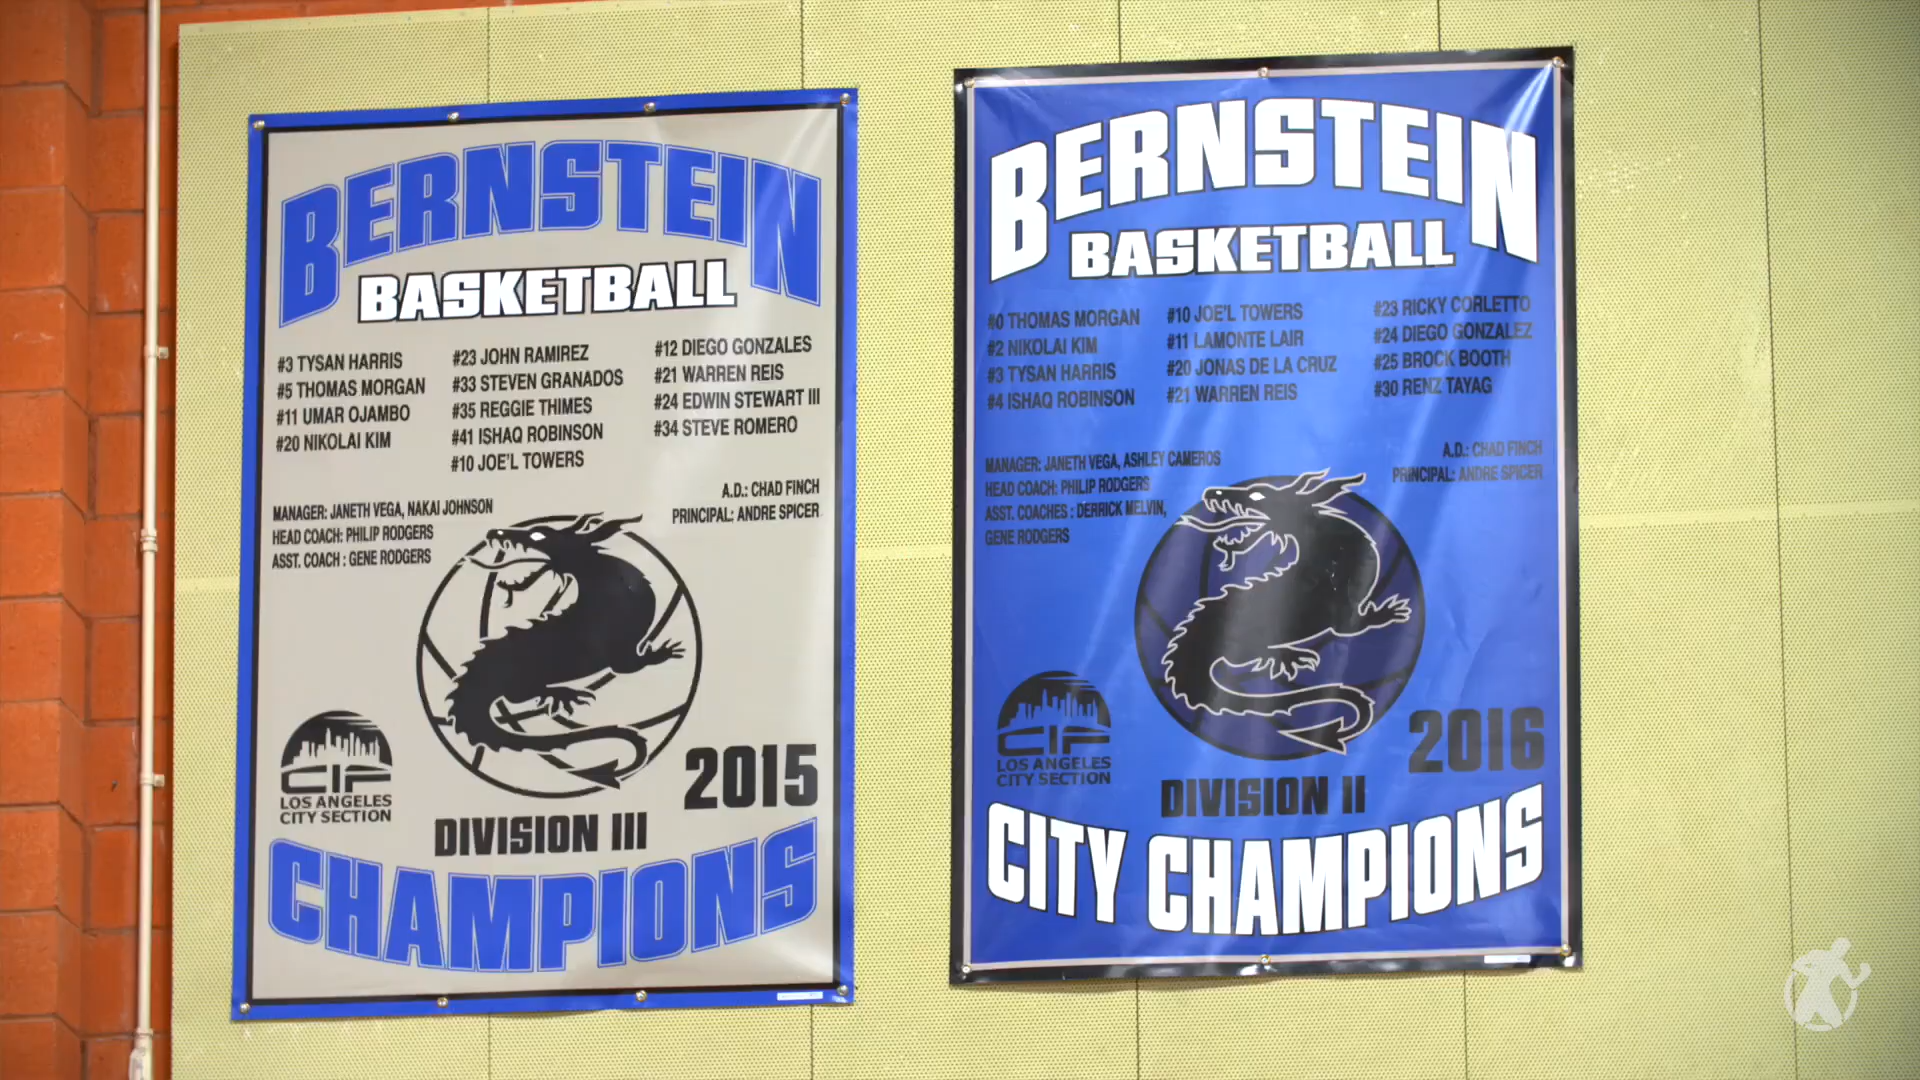 BERNSTEIN
BASKETBALL
#3 TYSAN HARRIS
#5 THOMAS MORGAN
#11 UMAR OJAMBO
#20 NIKOLAI KIM
#23 JOHN RAMIREZ
#33 STEVEN GRANADOS
#35 REGGIE THIMES
#41 ISHAQ ROBINSON
#10 JOE'L TOWERS
#12 DIEGO GONZALES
#21 WARREN REIS
#24 EDWIN STEWART III
#34 STEVE ROMERO
MANAGER: JANETH VEGA, NAKAI JOHNSON
HEAD COACH: PHILIP RODGERS
ASST. COACH : GENE RODGERS
A.D.: CHAD FINCH
PRINCIPAL: ANDRE SPICER
CIF
LOS ANGELES
CITY SECTION
2015
DIVISION III
CHAMPIONS
BERNSTEIN
BASKETBALL
#0 THOMAS MORGAN
#2 NIKOLAI KIM
#3 TYSAN HARRIS
#4 ISHAQ ROBINSON
#10 JOE'L TOWERS
#11 LAMONTE LAIR
#20 JONAS DE LA CRUZ
#21 WARREN REIS
#23 RICKY CORLETTO
#24 DIEGO GONZALEZ
#25 BROCK BOOTH
#30 RENZ TAYAG
MANAGER: JANETH VEGA, ASHLEY CAMEROS
HEAD COACH: PHILIP RODGERS
ASST. COACHES : DERRICK MELVIN,
GENE RODGERS
A.D.: CHAD FINCH
PRINCIPAL: ANDRE SPICER
CIF
LOS ANGELES
CITY SECTION
2016
DIVISION II
CITY CHAMPIONS